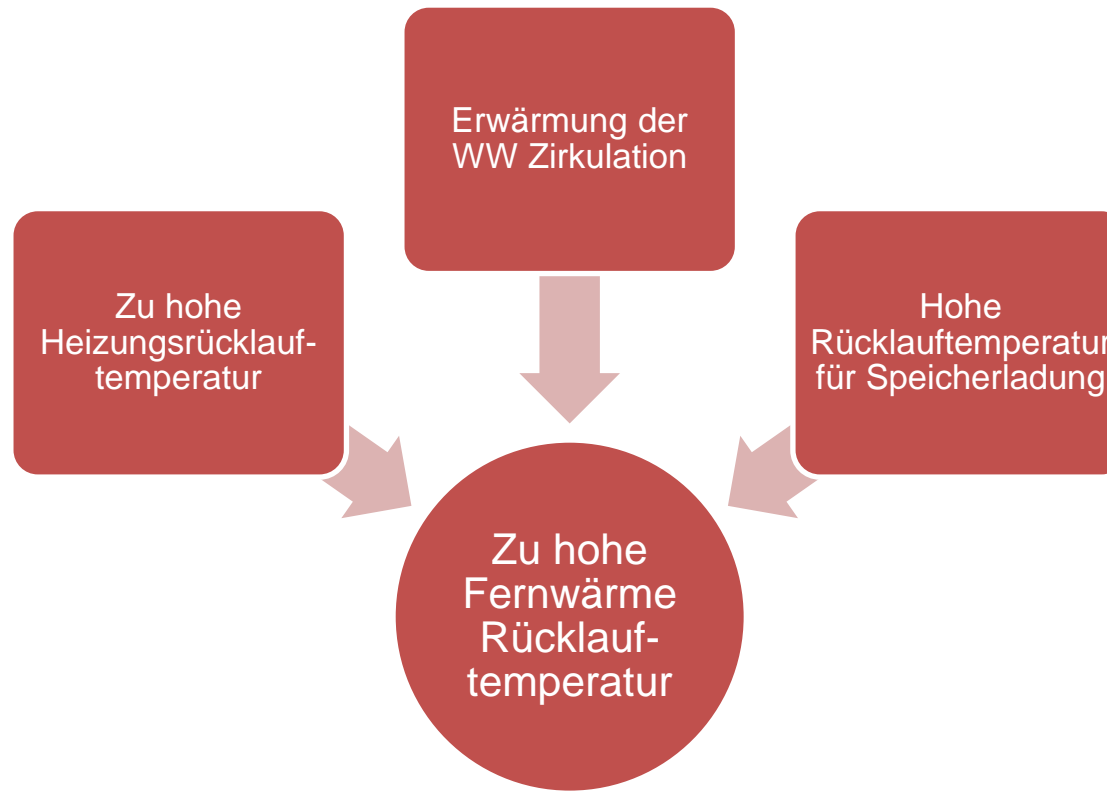 Erwärmung der
WW Zirkulation
Zu hohe
Heizungsrücklauf-
temperatur
Hohe
Rücklauftemperatur
für Speicherladung
Zu hohe
Fernwärme
Rücklauf-
temperatur